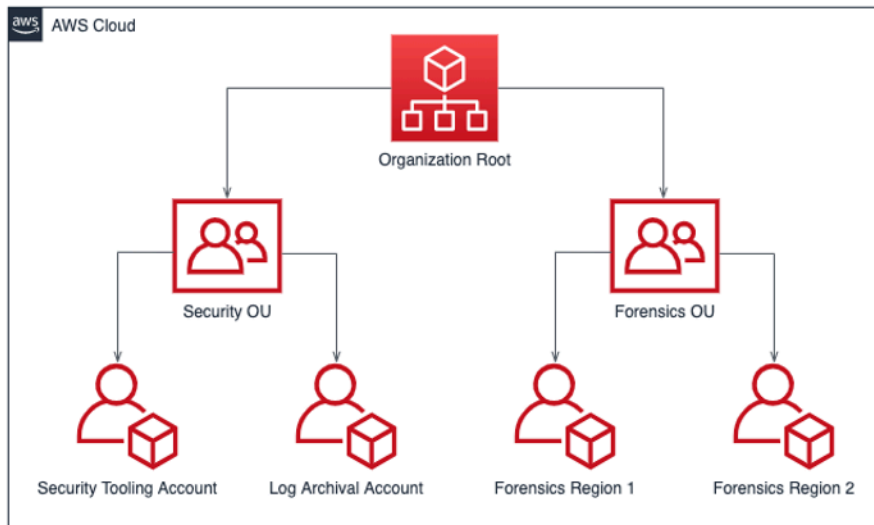 aws
AWS Cloud
Organization Root
Security OU
Forensics OU
Security Tooling Account
Log Archival Account
Forensics Region 1
Forensics Region 2